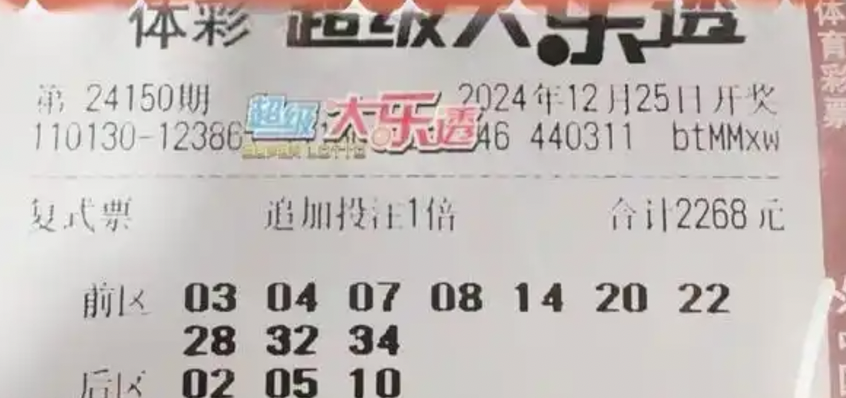 体彩 超级大乐透
第 24150期 2024年12月25日开奖
110130-12386 46 440311 btMMxw
超级大乐透
SUPER LOTTO
复式票 追加投注1倍 合计2268元
前区 03 04 07 08 14 20 22
28 32 34
后区 02 05 10
体育彩票